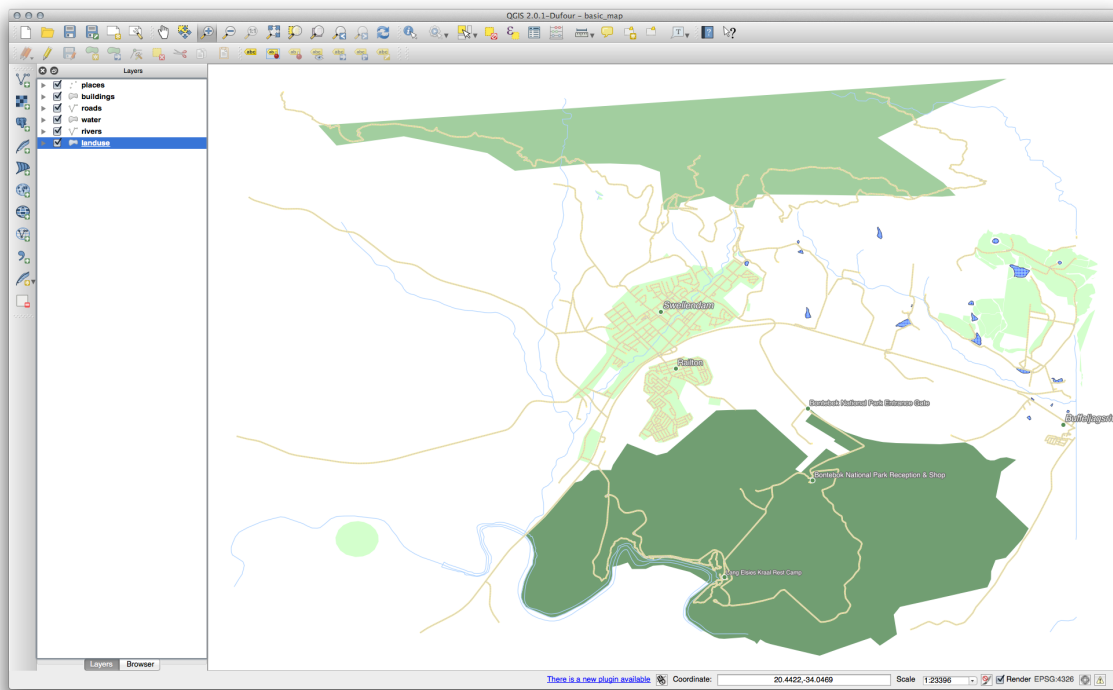 QGIS 2.0.1-Dufour - basic_map
Layers
places
buildings
roads
water
rivers
landuse
Swellendam
Railton
Bontebok National Park Entrance Gate
Bontebok National Park Reception & Shop
Lang Elsies Kraal Rest Camp
Layers
Browser
There is a new plugin available
Coordinate:
20.4422,-34.0469
Scale
1:23396
Render
EPSG:4326